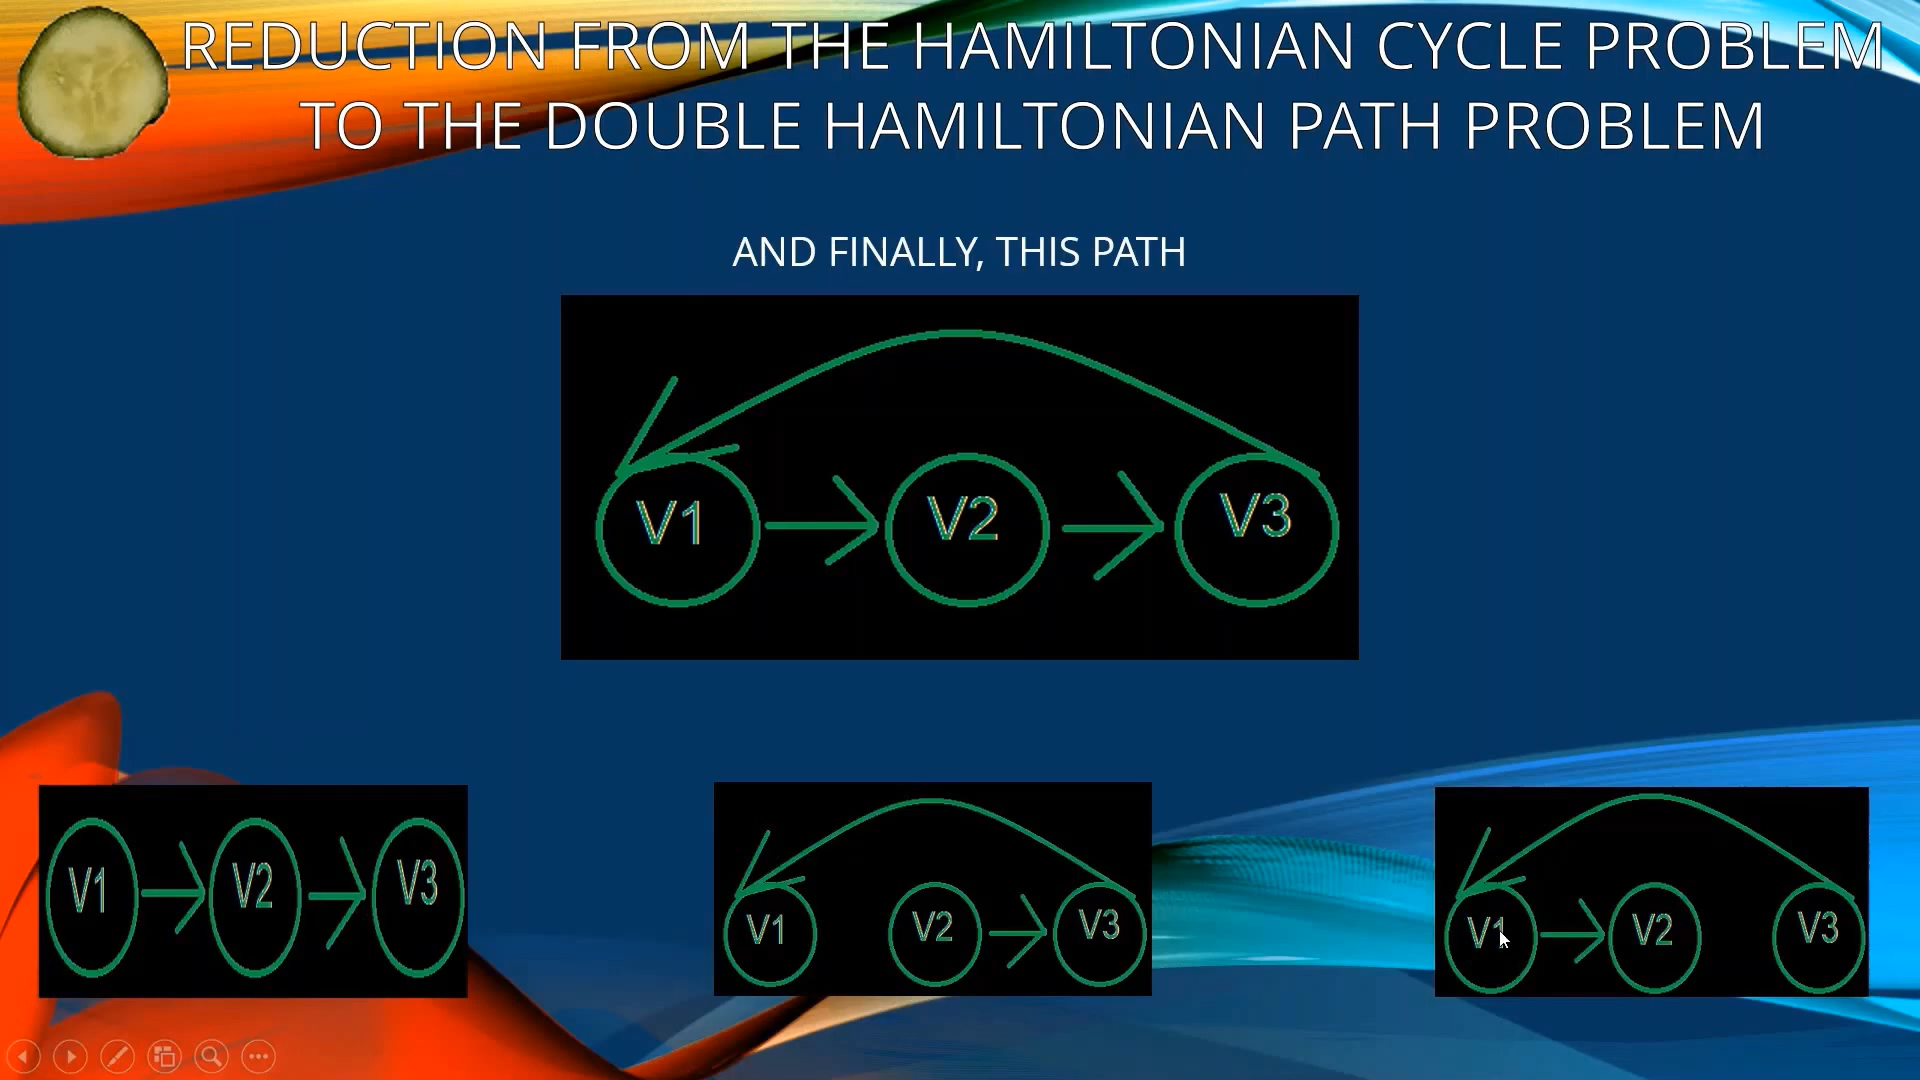 REDUCTION FROM THE HAMILTONIAN CYCLE PROBLEM
TO THE DOUBLE HAMILTONIAN PATH PROBLEM
AND FINALLY, THIS PATH
V1 V2 V3
V1 V2 V3
V1 V2 V3
V1 V2 V3